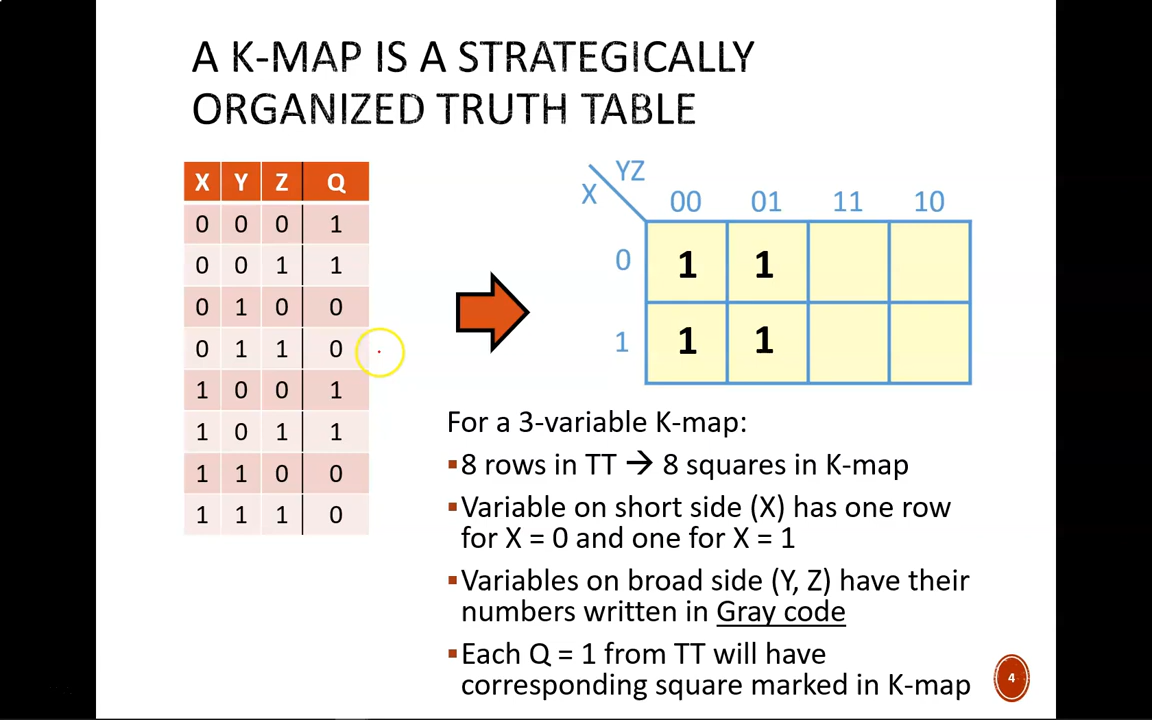 A K-MAP IS A STRATEGICALLY
ORGANIZED TRUTH TABLE
X Y Z Q
0 0 0 1
0 0 1 1
0 1 0 0
0 1 1 0
1 0 0 1
1 0 1 1
1 1 0 0
1 1 1 0
YZ
X
00 01 11 10
0 1 1
1 1 1
For a 3-variable K-map:
▪8 rows in TT → 8 squares in K-map
▪Variable on short side (X) has one row
for X = 0 and one for X = 1
▪Variables on broad side (Y, Z) have their
numbers written in Gray code
▪Each Q = 1 from TT will have
corresponding square marked in K-map
4